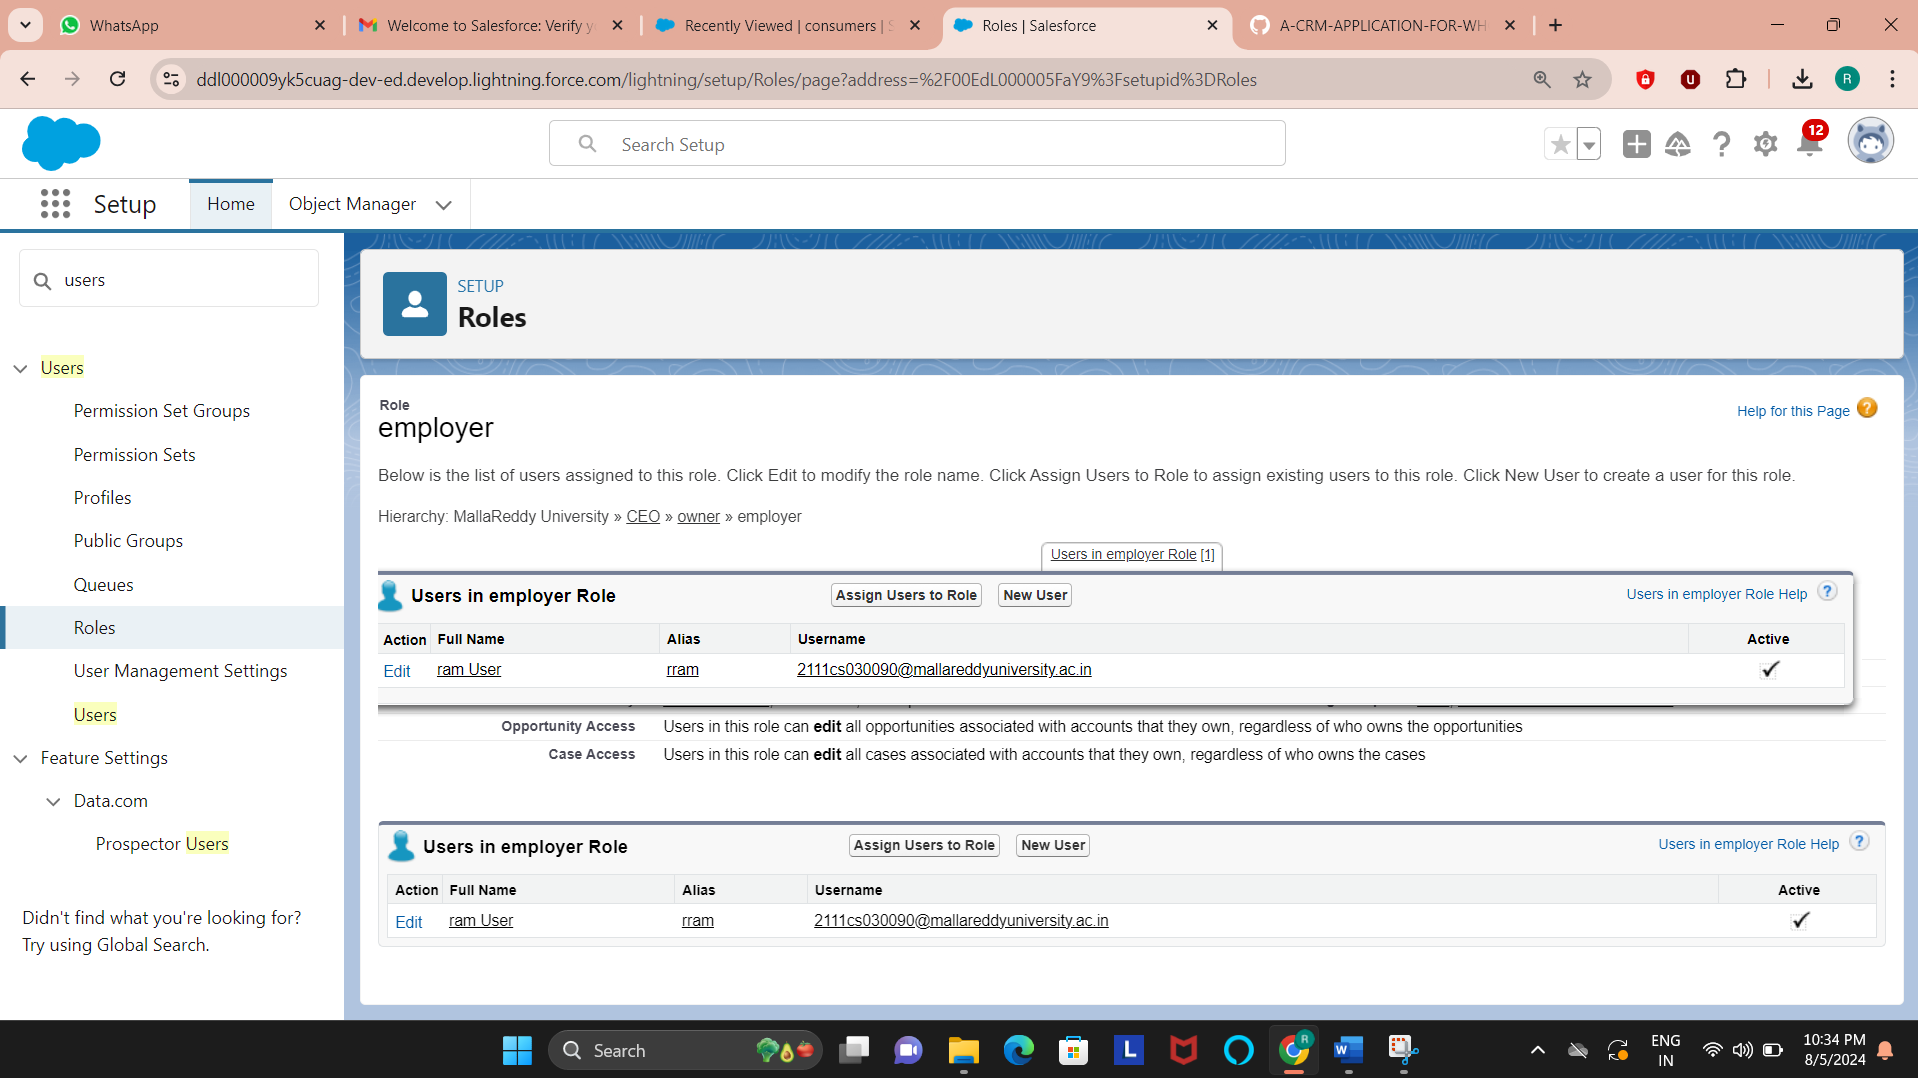 WhatsApp
Welcome to Salesforce: Verify y
Recently Viewed | consumers |
Roles | Salesforce
A-CRM-APPLICATION-FOR-WH
ddl000009yk5cuag-dev-ed.develop.lightning.force.com/lightning/setup/Roles/page?address=%2F00EdL000005FaY9%3Fsetupid%3DRoles
R
Search Setup
12
Setup
Home
Object Manager
users
SETUP
Roles
Users
Permission Set Groups
Permission Sets
Profiles
Public Groups
Queues
Roles
User Management Settings
Users
Feature Settings
Data.com
Prospector Users
Didn't find what you're looking for?
Try using Global Search.
Role
employer
Help for this Page
Below is the list of users assigned to this role. Click Edit to modify the role name. Click Assign Users to Role to assign existing users to this role. Click New User to create a user for this role.
Hierarchy: MallaReddy University » CEO » owner » employer
Users in employer Role [1]
Users in employer Role Assign Users to Role New User Users in employer Role Help ?
Action Full Name Alias Username Active
Edit ram User rram 2111cs030090@mallareddyuniversity.ac.in
Opportunity Access Users in this role can edit all opportunities associated with accounts that they own, regardless of who owns the opportunities
Case Access Users in this role can edit all cases associated with accounts that they own, regardless of who owns the cases
Users in employer Role Assign Users to Role New User Users in employer Role Help ?
Action Full Name Alias Username Active
Edit ram User rram 2111cs030090@mallareddyuniversity.ac.in
Search
L
R
W
ENG
IN
10:34 PM
8/5/2024